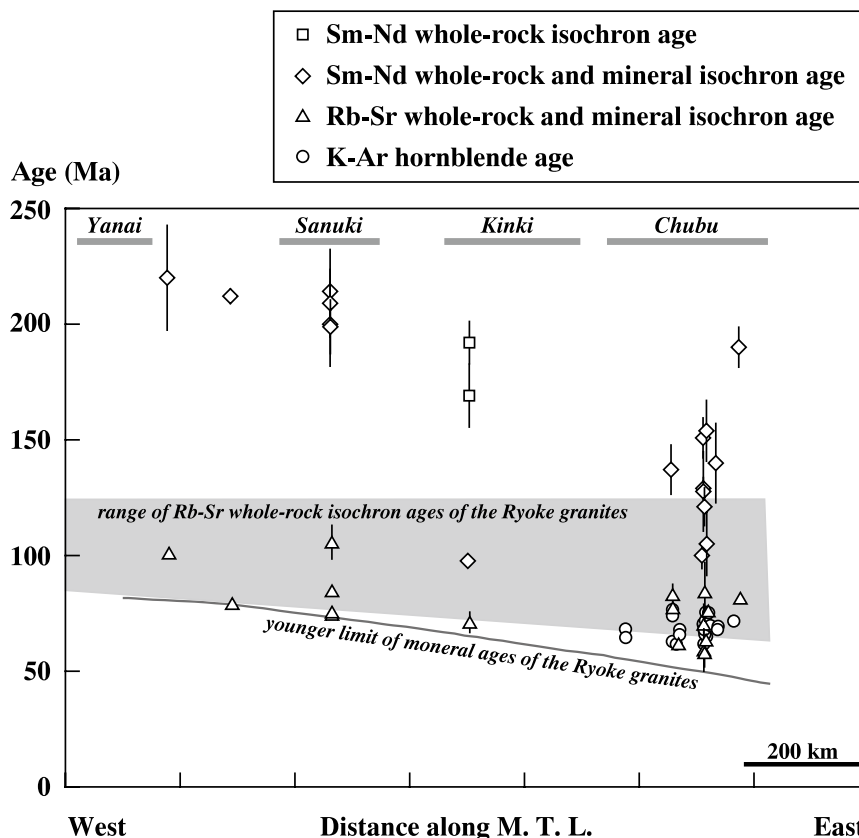 Sm-Nd whole-rock isochron age
Sm-Nd whole-rock and mineral isochron age
Rb-Sr whole-rock and mineral isochron age
K-Ar hornblende age
Age (Ma)
250
Yanai
Sanuki
Kinki
Chubu
200
150
range of Rb-Sr whole-rock isochron ages of the Ryoke granites
100
younger limit of moneral ages of the Ryoke granites
50
200 km
0
West
Distance along M. T. L.
East